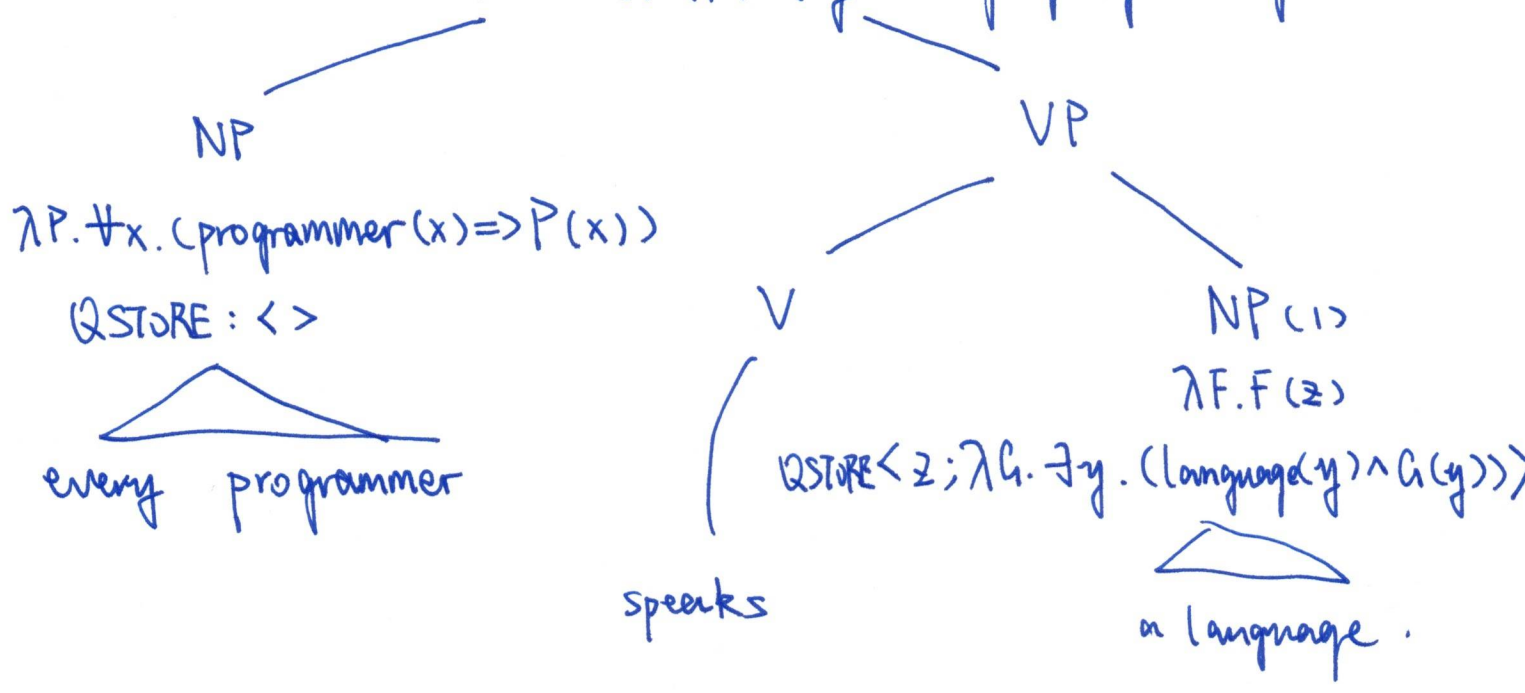 NP VP
λP.∀x.(programmer(x)=>P(x))
QSTORE : < >
V NP(1)
λF.F(z)
QSTORE< z;λG.∃y.(language(y)∧G(y))>
every programmer
speaks
a language .